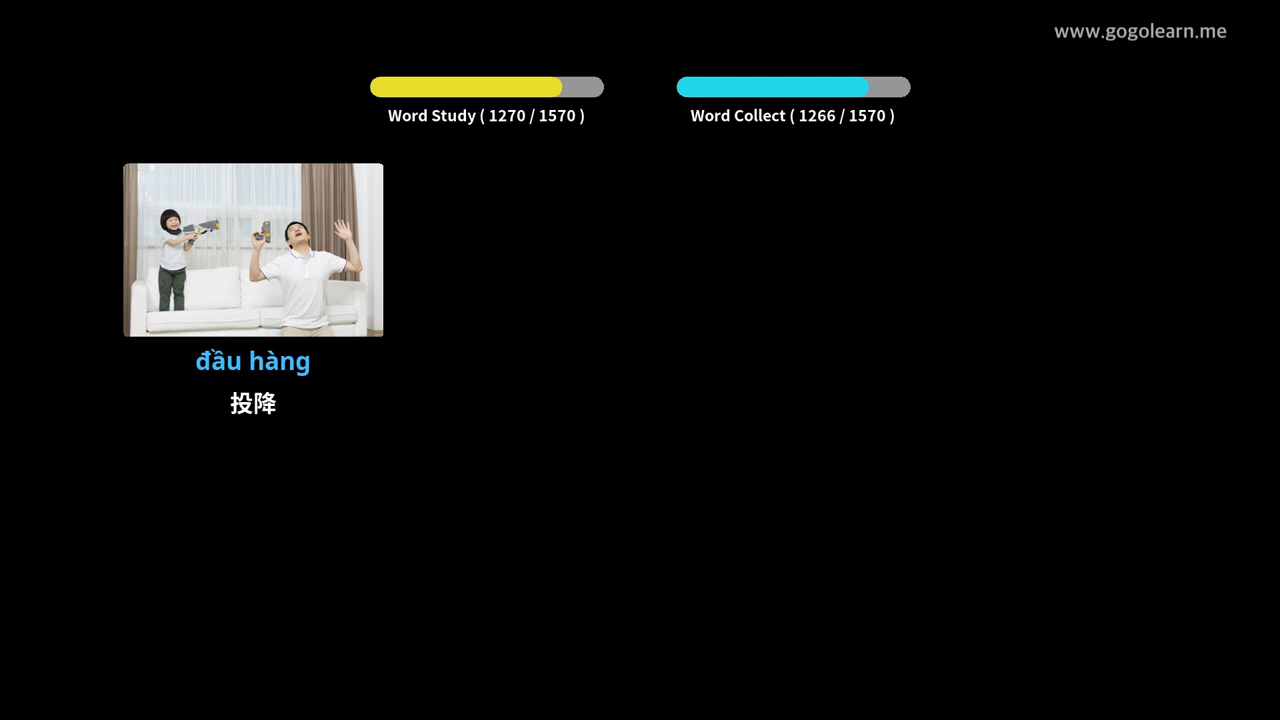 www.gogolearn.me
Word Study ( 1270 / 1570 )
Word Collect ( 1266 / 1570 )
đầu hàng
投降